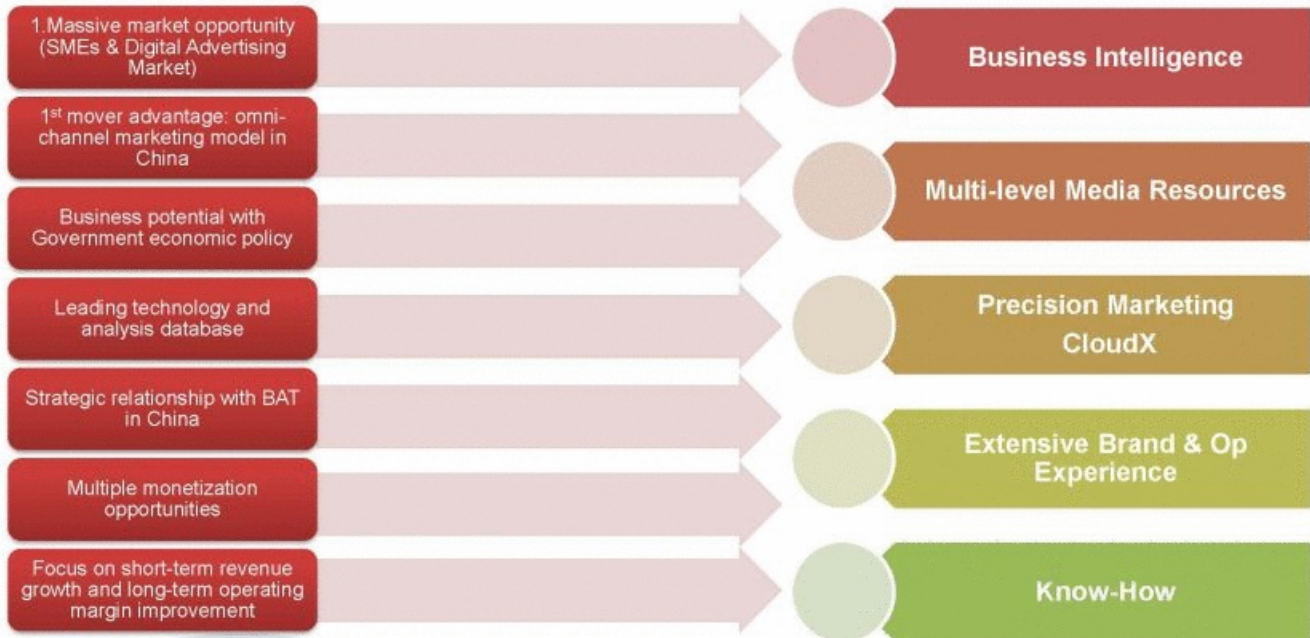 1.Massive market opportunity
(SMEs & Digital Advertising
Market)
1st mover advantage: omni-
channel marketing model in
China
Business potential with
Government economic policy
Leading technology and
analysis database
Strategic relationship with BAT
in China
Multiple monetization
opportunities
Focus on short-term revenue
growth and long-term operating
margin improvement
Business Intelligence
Multi-level Media Resources
Precision Marketing
CloudX
Extensive Brand & Op
Experience
Know-How